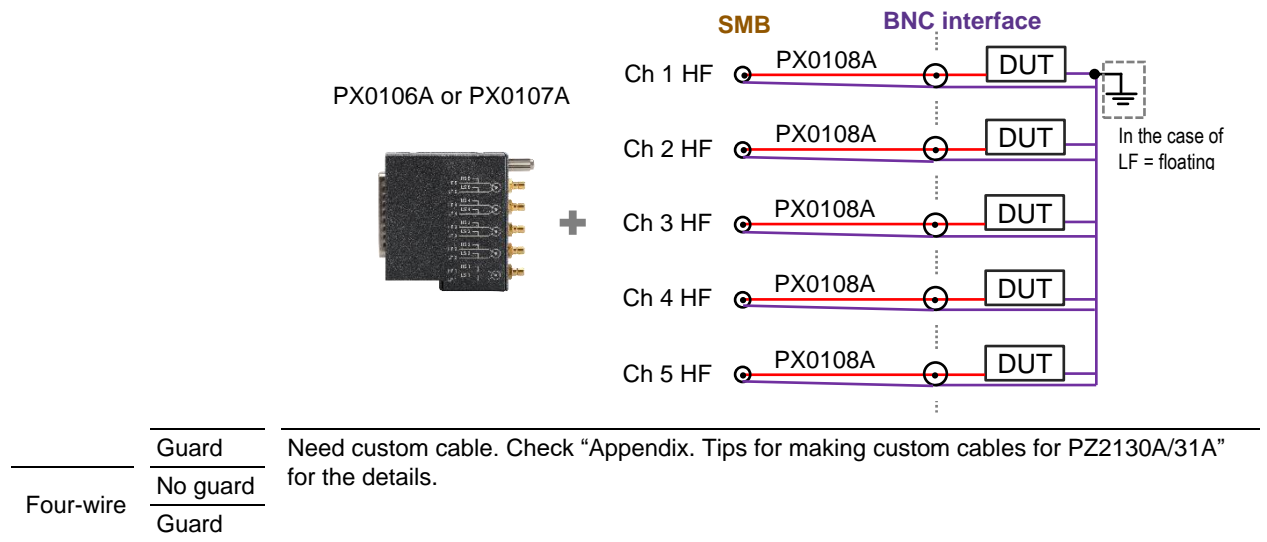 SMB
BNC interface
Ch 1 HF
PX0108A
DUT
PX0106A or PX0107A
In the case of
LF = floating
Ch 2 HF
PX0108A
DUT
Ch 3 HF
PX0108A
DUT
Ch 4 HF
PX0108A
DUT
Ch 5 HF
PX0108A
DUT
Guard
Need custom cable. Check “Appendix. Tips for making custom cables for PZ2130A/31A”
for the details.
Four-wire
No guard
Guard